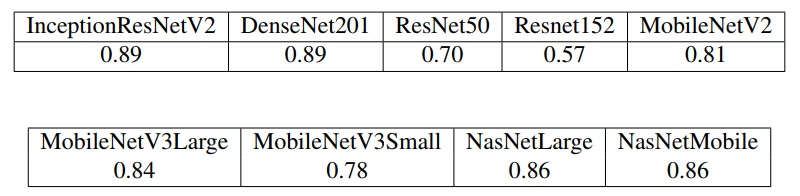 InceptionResNetV2 DenseNet201 ResNet50 Resnet152 MobileNetV2
0.89 0.89 0.70 0.57 0.81
MobileNetV3Large MobileNetV3Small NasNetLarge NasNetMobile
0.84 0.78 0.86 0.86